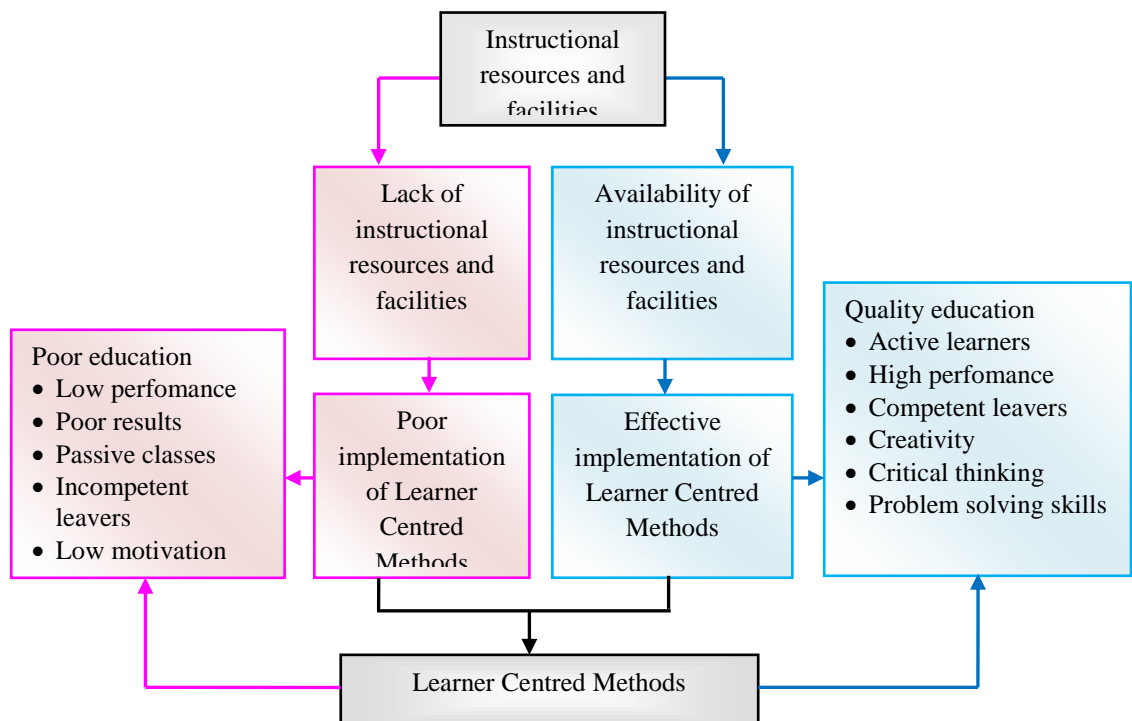 Instructional
resources and
facilities
Lack of
instructional
resources and
facilities
Availability of
instructional
resources and
facilities
Poor education
• Low perfomance
• Poor results
• Passive classes
• Incompetent
leavers
• Low motivation
Poor
implementation
of Learner
Centred
Methods
Effective
implementation of
Learner Centred
Methods
Quality education
• Active learners
• High perfomance
• Competent leavers
• Creativity
• Critical thinking
• Problem solving skills
Learner Centred Methods